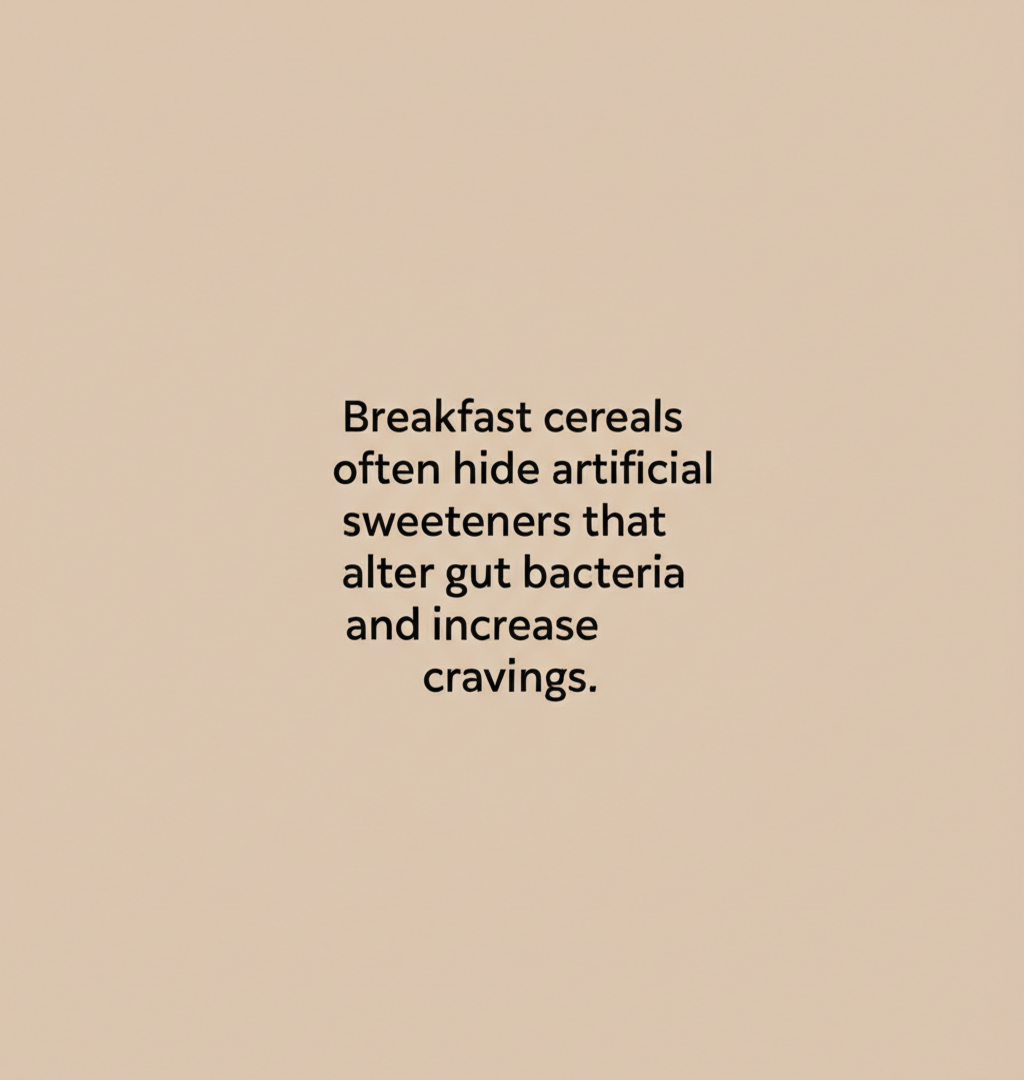 Breakfast cereals
often hide artificial
sweeteners that
alter gut bacteria
and increase
cravings.